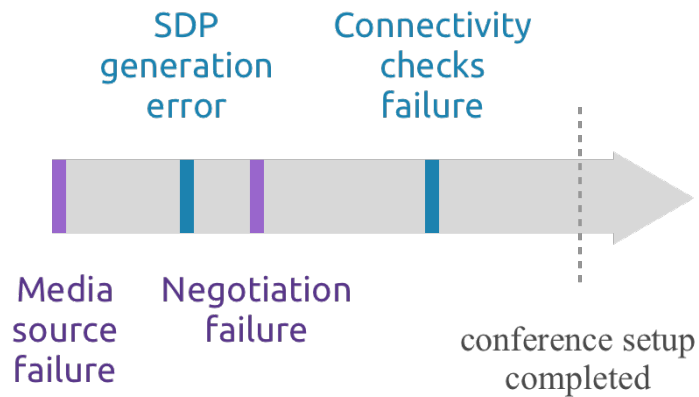 SDP
generation
error
Connectivity
checks
failure
Media
source
failure
Negotiation
failure
conference setup
completed